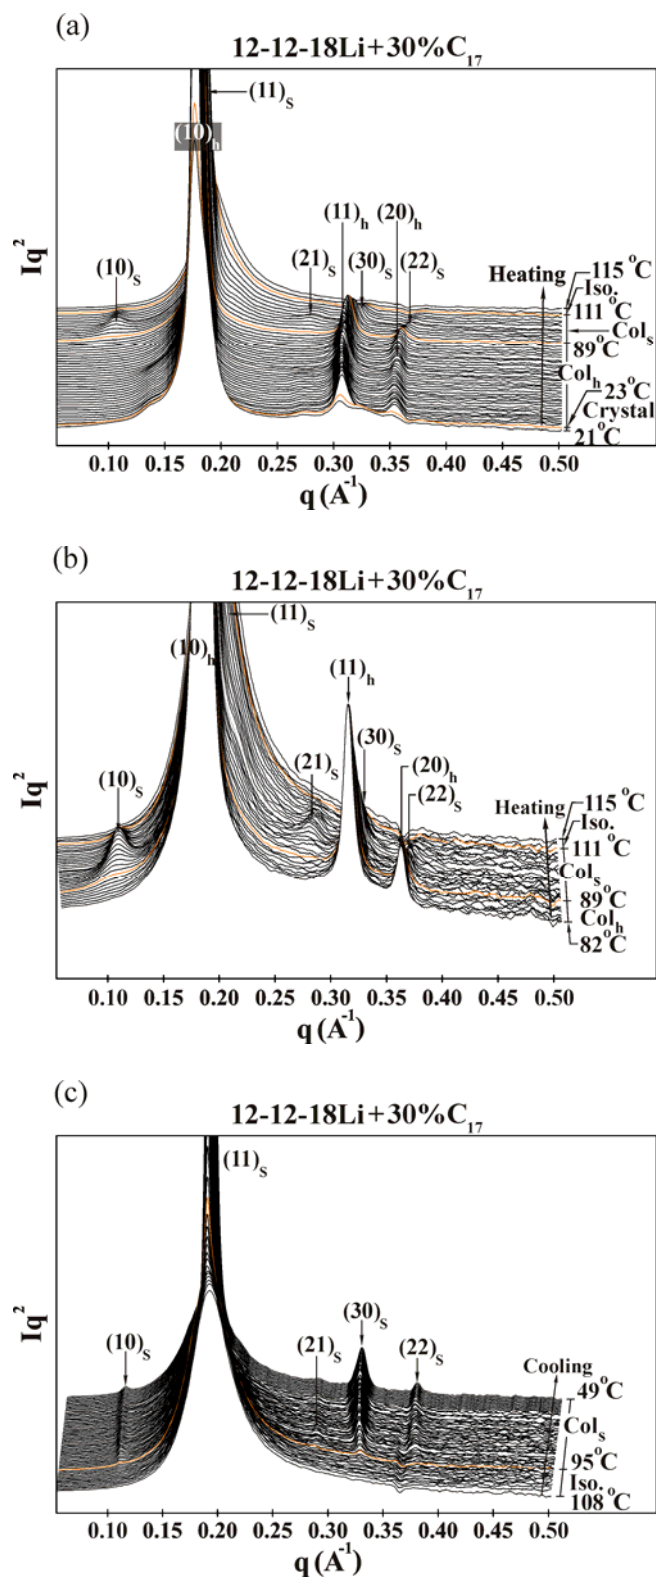 (a)
12-12-18Li+30%C17
(11)S
(10)h
(11)h
(20)h
(10)S
(21)S
(30)S
(22)S
Heating
115°C
Iso.
111°C
Cols
89°C
Colh
23°C
Crystal
21°C
Iq²
0.10 0.15 0.20 0.25 0.30 0.35 0.40 0.45 0.50
q (A⁻¹)
(b)
12-12-18Li+30%C17
(11)S
(10)h
(11)h
(30)S
(10)S
(21)S
(20)h
(22)S
Heating
115°C
Iso.
111°C
Cols
89°C
Colh
82°C
Iq²
0.10 0.15 0.20 0.25 0.30 0.35 0.40 0.45 0.50
q (A⁻¹)
(c)
12-12-18Li+30%C17
(11)S
(30)S
(10)S
(21)S
(22)S
Cooling
49°C
Cols
95°C
Iso.
108°C
Iq²
0.10 0.15 0.20 0.25 0.30 0.35 0.40 0.45 0.50
q (A⁻¹)